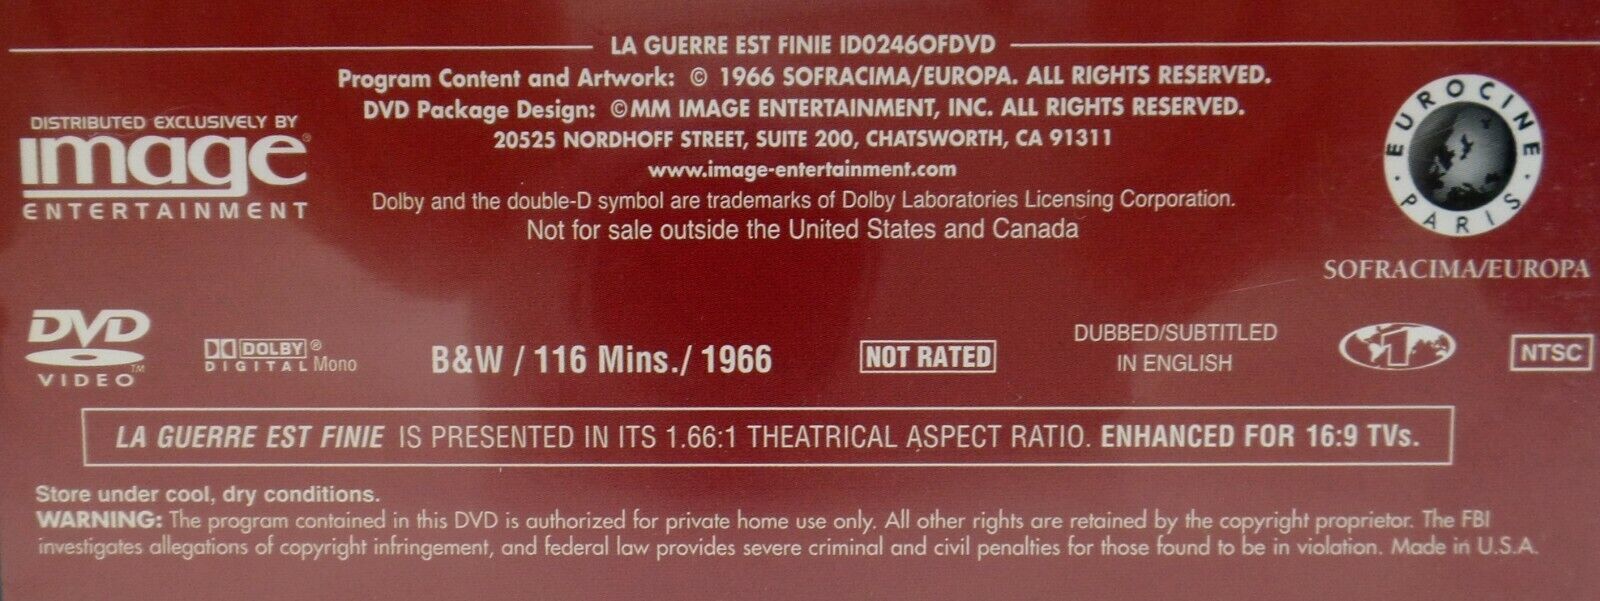 LA GUERRE EST FINIE ID0246OFDVD
Program Content and Artwork: © 1966 SOFRACIMA/EUROPA. ALL RIGHTS RESERVED.
DVD Package Design: ©MM IMAGE ENTERTAINMENT, INC. ALL RIGHTS RESERVED.
20525 NORDHOFF STREET, SUITE 200, CHATSWORTH, CA 91311
www.image-entertainment.com
Dolby and the double-D symbol are trademarks of Dolby Laboratories Licensing Corporation.
Not for sale outside the United States and Canada
DISTRIBUTED EXCLUSIVELY BY
image®
ENTERTAINMENT
EUROCINE
· PARIS ·
SOFRACIMA/EUROPA
DVD
VIDEO™
DOLBY®
DIGITAL Mono
B&W / 116 Mins./ 1966
NOT RATED
DUBBED/SUBTITLED
IN ENGLISH
1
NTSC
LA GUERRE EST FINIE IS PRESENTED IN ITS 1.66:1 THEATRICAL ASPECT RATIO. ENHANCED FOR 16:9 TVs.
Store under cool, dry conditions.
WARNING: The program contained in this DVD is authorized for private home use only. All other rights are retained by the copyright proprietor. The FBI
investigates allegations of copyright infringement, and federal law provides severe criminal and civil penalties for those found to be in violation. Made in U.S.A.